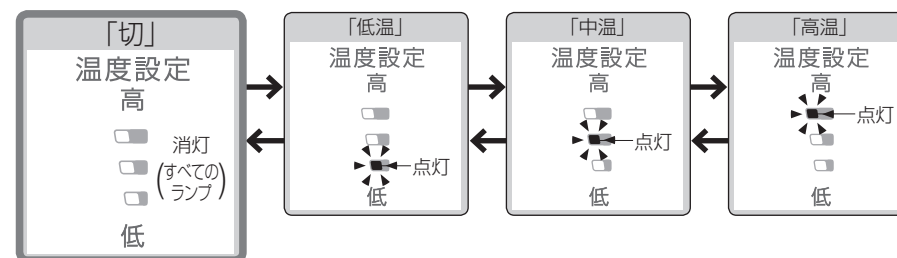 「切」
温度設定
高
消灯
(すべての
ランプ)
低
「低温」
温度設定
高
点灯
低
「中温」
温度設定
高
点灯
低
「高温」
温度設定
高
点灯
低